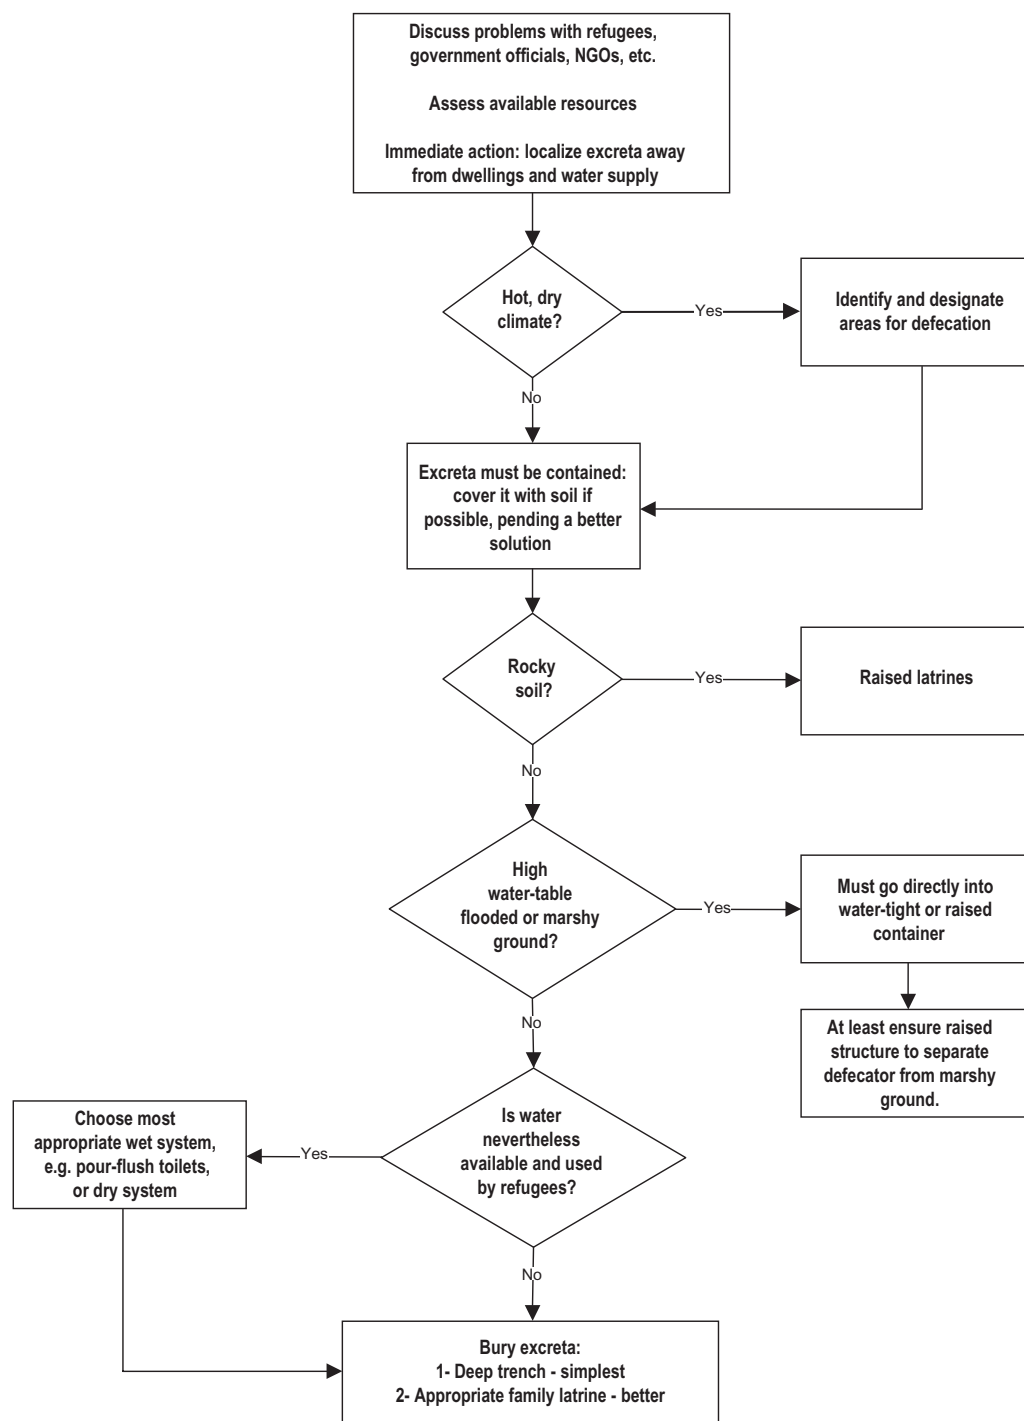 Discuss problems with refugees,
government officials, NGOs, etc.
Assess available resources
Immediate action: localize excreta away
from dwellings and water supply
Hot, dry
climate?
Yes
Identify and designate
areas for defecation
No
Excreta must be contained:
cover it with soil if
possible, pending a better
solution
Rocky
soil?
Yes
Raised latrines
No
High
water-table
flooded or marshy
ground?
Yes
Must go directly into
water-tight or raised
container
At least ensure raised
structure to separate
defecator from marshy
ground.
No
Is water
nevertheless
available and used
by refugees?
Yes
Choose most
appropriate wet system,
e.g. pour-flush toilets,
or dry system
No
Bury excreta:
1- Deep trench - simplest
2- Appropriate family latrine - better